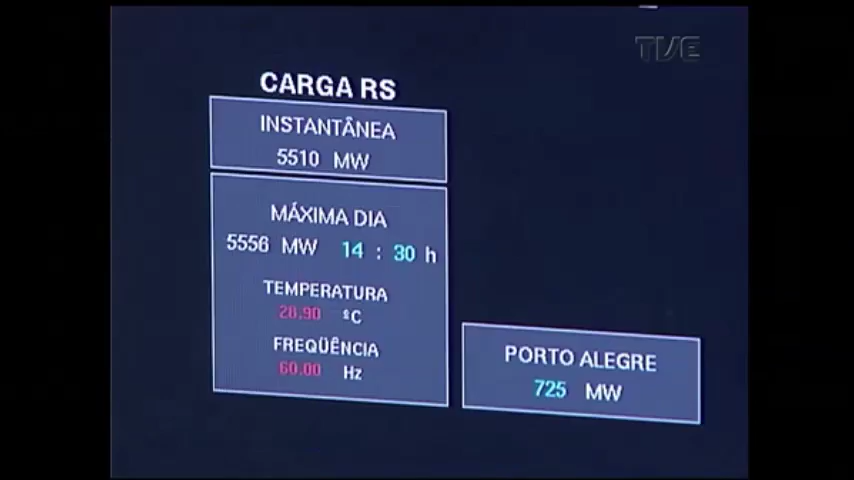 TVE
CARGA RS
INSTANTÂNEA
5510 MW
MÁXIMA DIA
5556 MW 14 : 30 h
TEMPERATURA
28.90 ºC
FREQÜÊNCIA
60.00 Hz
PORTO ALEGRE
725 MW